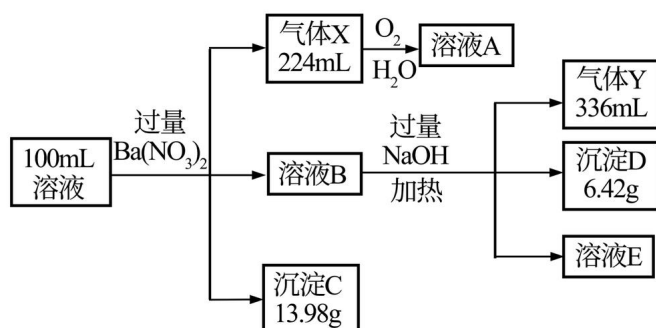 100mL
溶液
过量
Ba(NO₃)₂
气体X
224mL
O₂
H₂O
溶液A
溶液B
过量
NaOH
加热
气体Y
336mL
沉淀D
6.42g
溶液E
沉淀C
13.98g